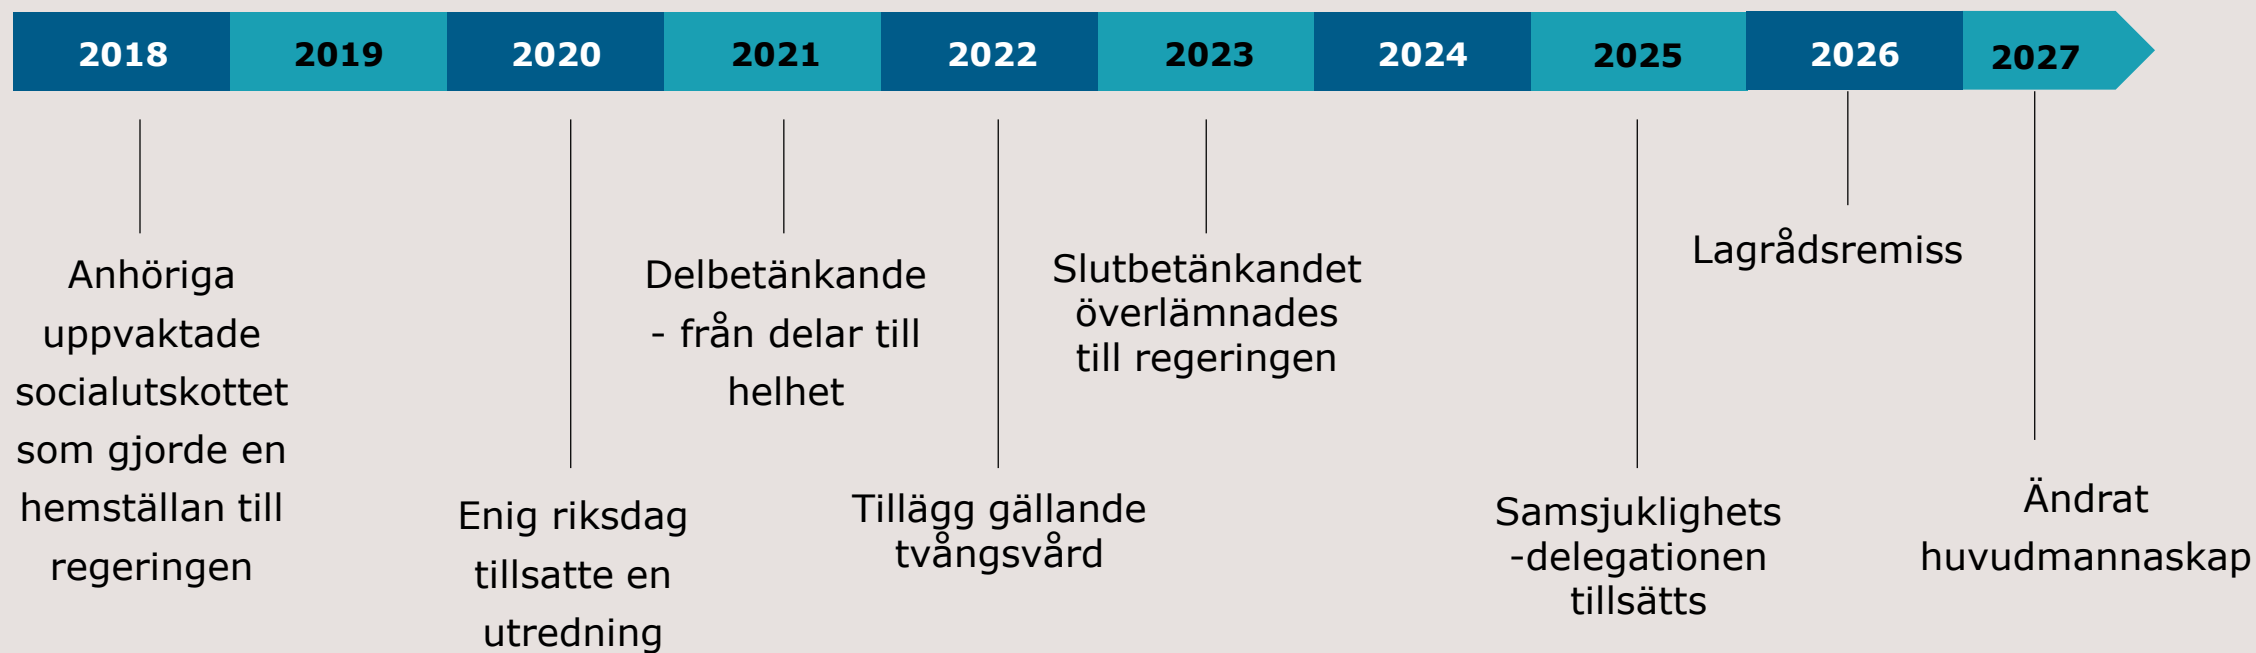 2018
2019
2020
2021
2022
2023
2024
2025
2026
2027
Anhöriga
uppvaktade
socialutskottet
som gjorde en
hemställan till
regeringen
Enig riksdag
tillsatte en
utredning
Delbetänkande
- från delar till
helhet
Tillägg gällande
tvångsvård
Slutbetänkandet
överlämnades
till regeringen
Samsjuklighets
-delegationen
tillsätts
Lagrådsremiss
Ändrat
huvudmannaskap